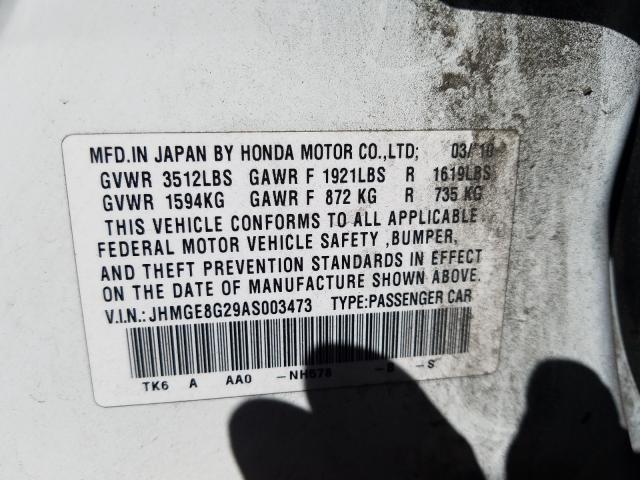 MFD.IN JAPAN BY HONDA MOTOR CO.,LTD; 03/10
GVWR 3512LBS GAWR F 1921LBS R 1619LBS
GVWR 1594KG GAWR F 872 KG R 735 KG
THIS VEHICLE CONFORMS TO ALL APPLICABLE
FEDERAL MOTOR VEHICLE SAFETY ,BUMPER,
AND THEFT PREVENTION STANDARDS IN EFFECT
ON THE DATE OF MANUFACTURE SHOWN ABOVE.
V.I.N.: JHMGE8G29AS003473 TYPE:PASSENGER CAR
TK6 A AA0 -NH578 -B -S